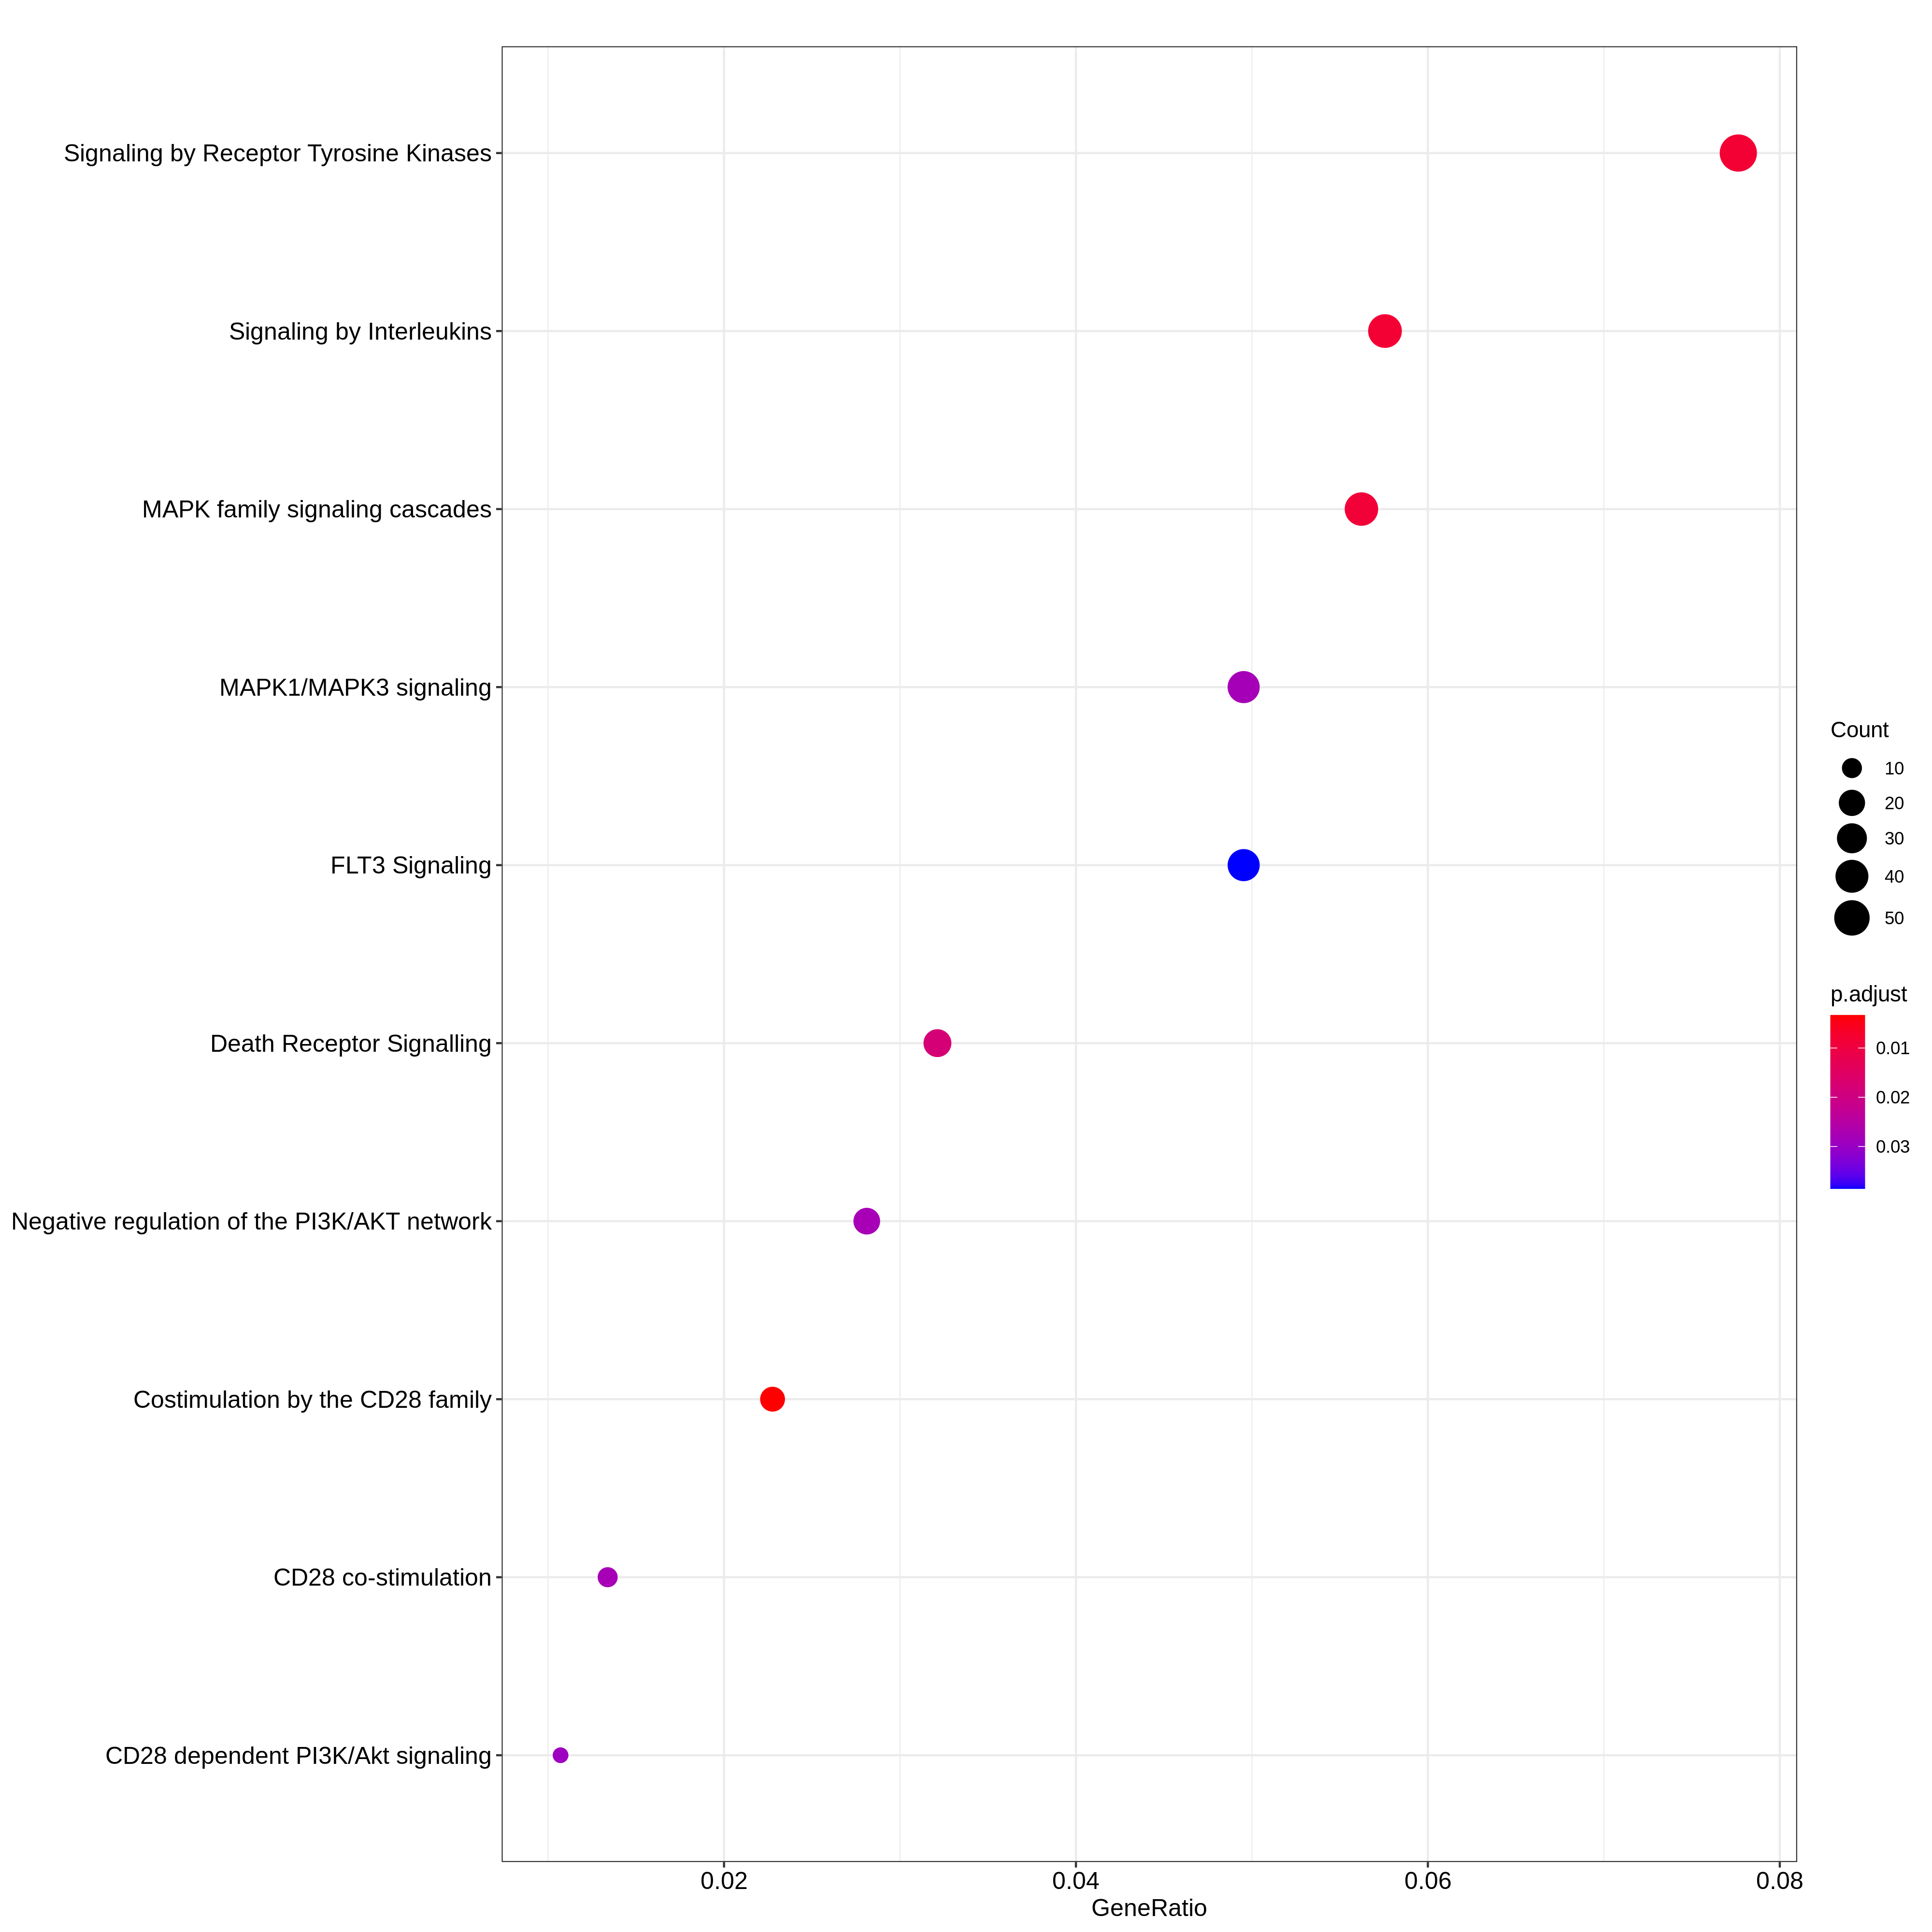 Signaling by Receptor Tyrosine Kinases
Signaling by Interleukins
MAPK family signaling cascades
MAPK1/MAPK3 signaling
FLT3 Signaling
Death Receptor Signalling
Negative regulation of the PI3K/AKT network
Costimulation by the CD28 family
CD28 co-stimulation
CD28 dependent PI3K/Akt signaling
0.02
0.04
0.06
0.08
GeneRatio
Count
10
20
30
40
50
p.adjust
0.01
0.02
0.03